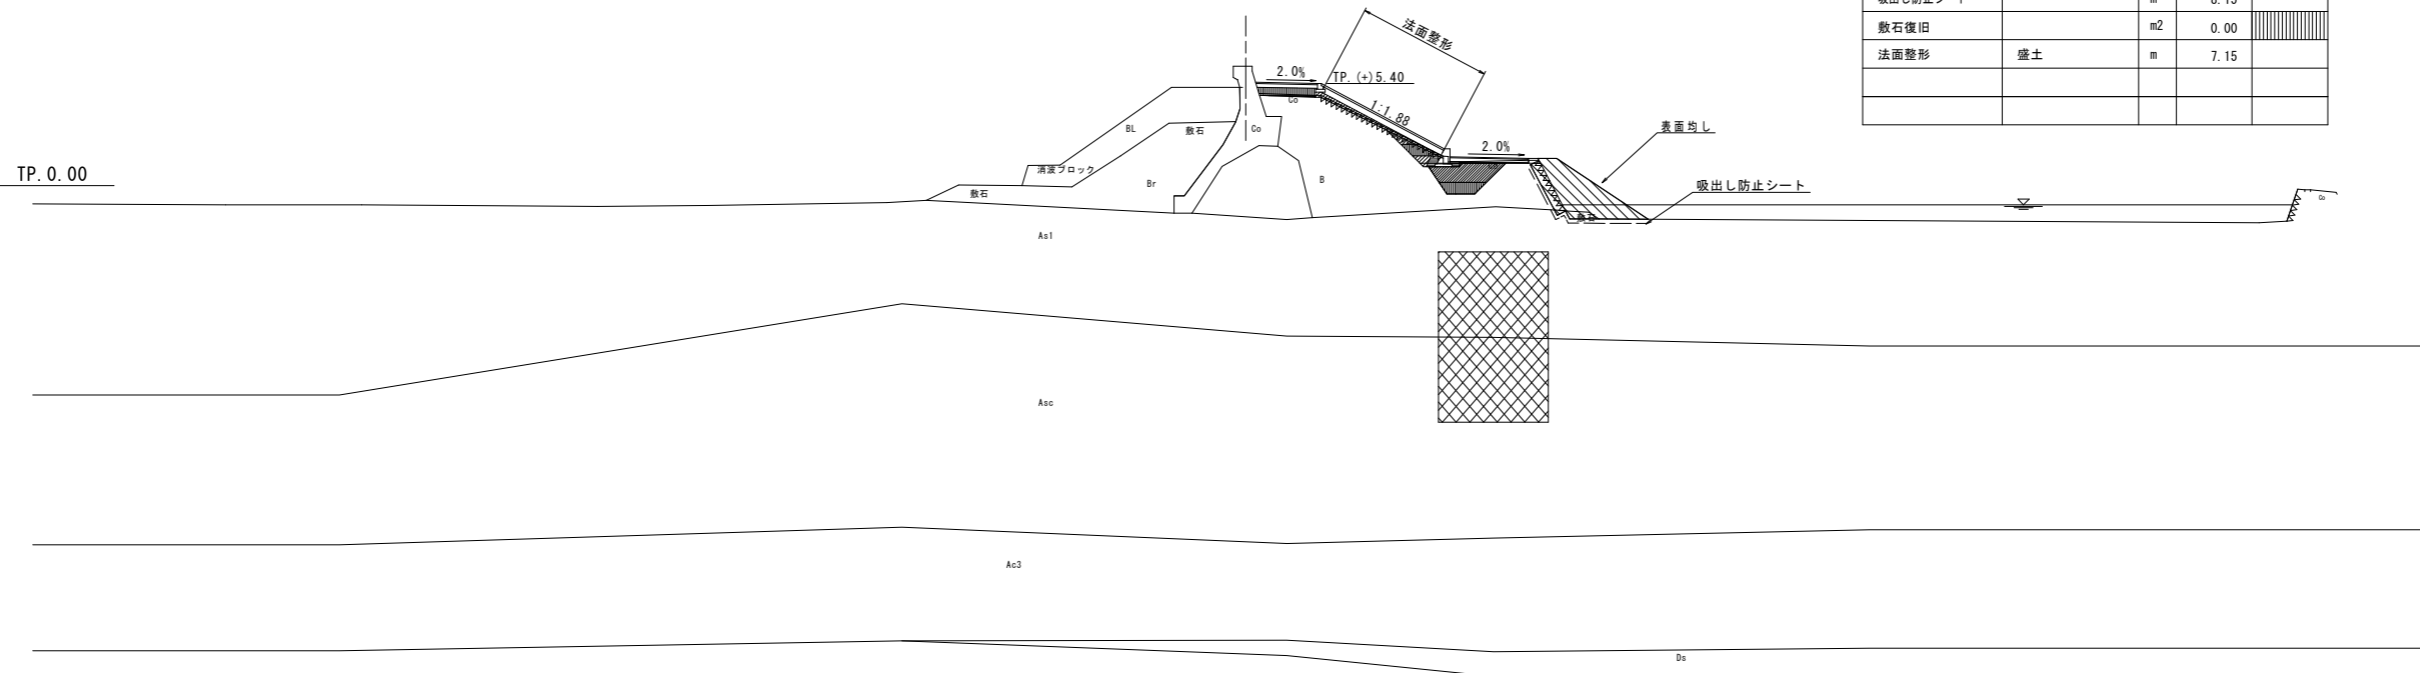 敷石復旧 m2 0.00
法面整形 盛土 m 7.15
法面整形
2.0%
TP.(+)5.40
Co
1:1.88
BL
敷石
Co
2.0%
表面均し
TP.0.00
消波ブロック
Br
B
吸出し防止シート
敷石
敷石
Co
As1
Asc
Ac3
Ds